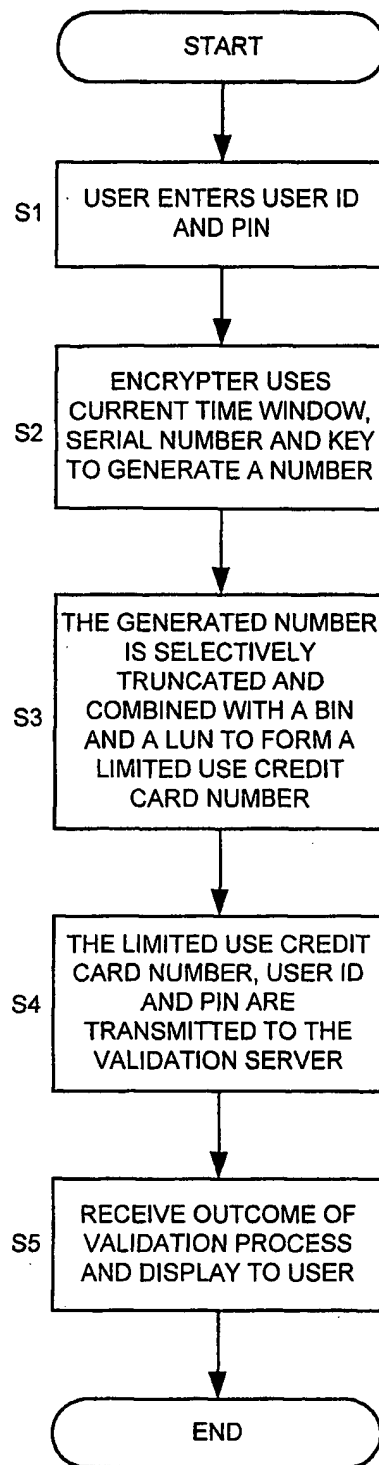 START
S1
USER ENTERS USER ID
AND PIN
S2
ENCRYPTER USES
CURRENT TIME WINDOW,
SERIAL NUMBER AND KEY
TO GENERATE A NUMBER
S3
THE GENERATED NUMBER
IS SELECTIVELY
TRUNCATED AND
COMBINED WITH A BIN
AND A LUN TO FORM A
LIMITED USE CREDIT
CARD NUMBER
S4
THE LIMITED USE CREDIT
CARD NUMBER, USER ID
AND PIN ARE
TRANSMITTED TO THE
VALIDATION SERVER
S5
RECEIVE OUTCOME OF
VALIDATION PROCESS
AND DISPLAY TO USER
END